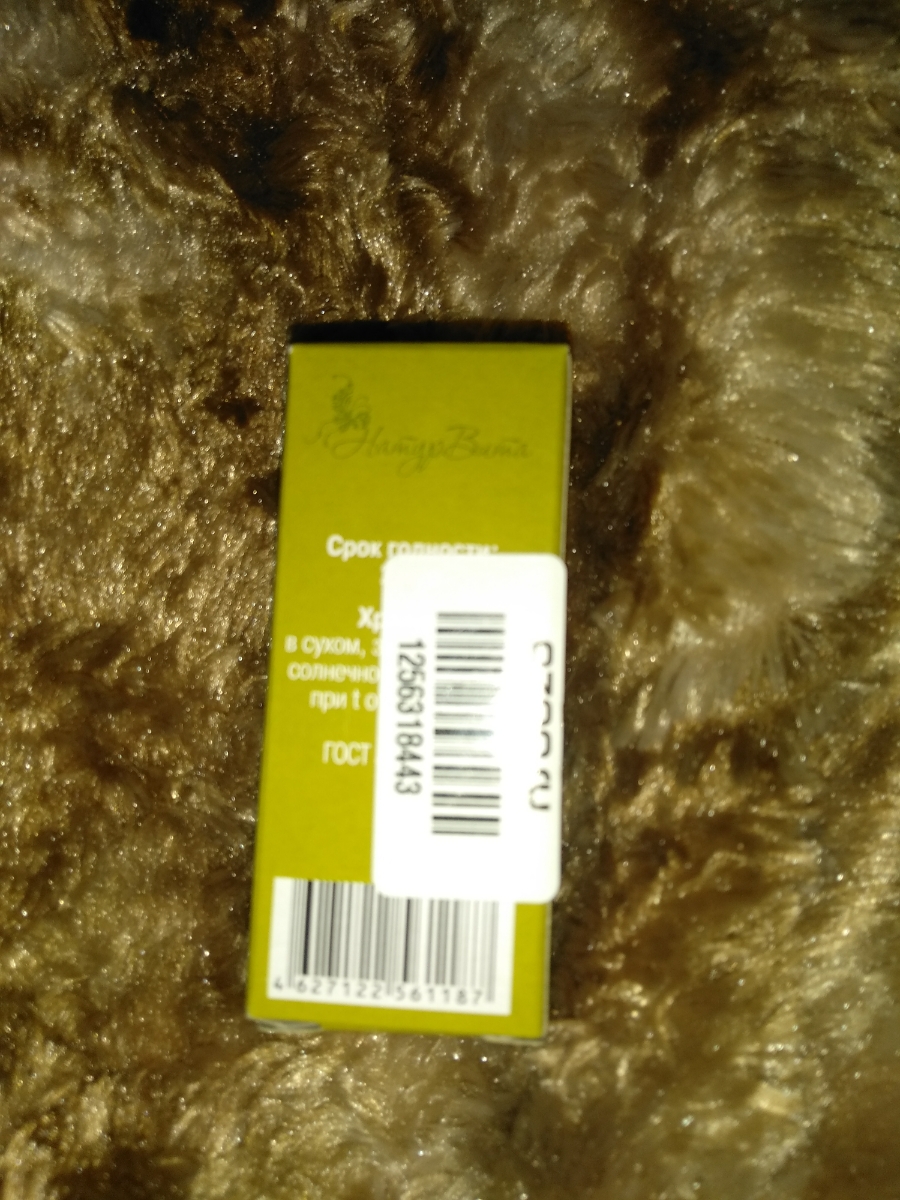 НатурВита
Срок годности:
Хр
в сухом, з
солнечно
при t о
ГОСТ
1256318443
4 627122 561187